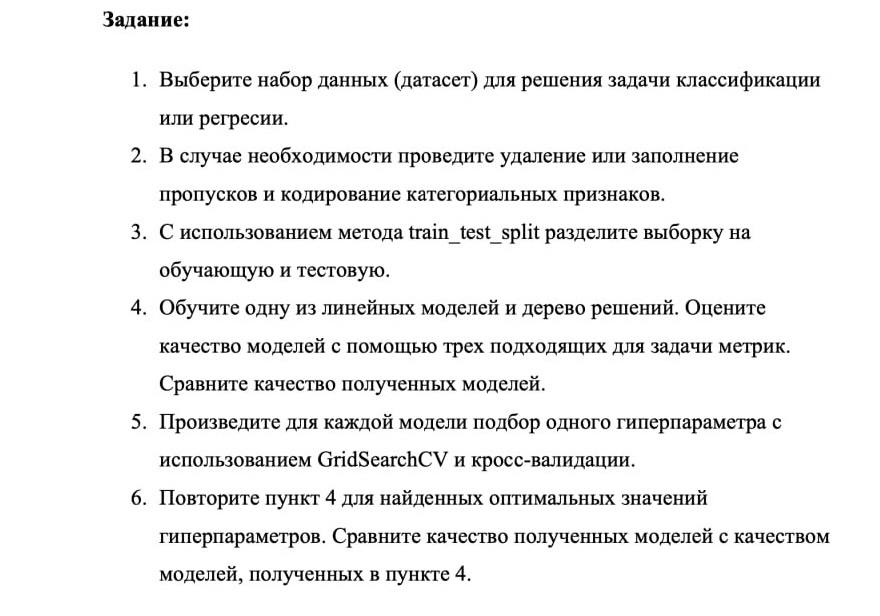 Задание:
1. Выберите набор данных (датасет) для решения задачи классификации
или регресии.
2. В случае необходимости проведите удаление или заполнение
пропусков и кодирование категориальных признаков.
3. С использованием метода train_test_split разделите выборку на
обучающую и тестовую.
4. Обучите одну из линейных моделей и дерево решений. Оцените
качество моделей с помощью трех подходящих для задачи метрик.
Сравните качество полученных моделей.
5. Произведите для каждой модели подбор одного гиперпараметра с
использованием GridSearchCV и кросс-валидации.
6. Повторите пункт 4 для найденных оптимальных значений
гиперпараметров. Сравните качество полученных моделей с качеством
моделей, полученных в пункте 4.